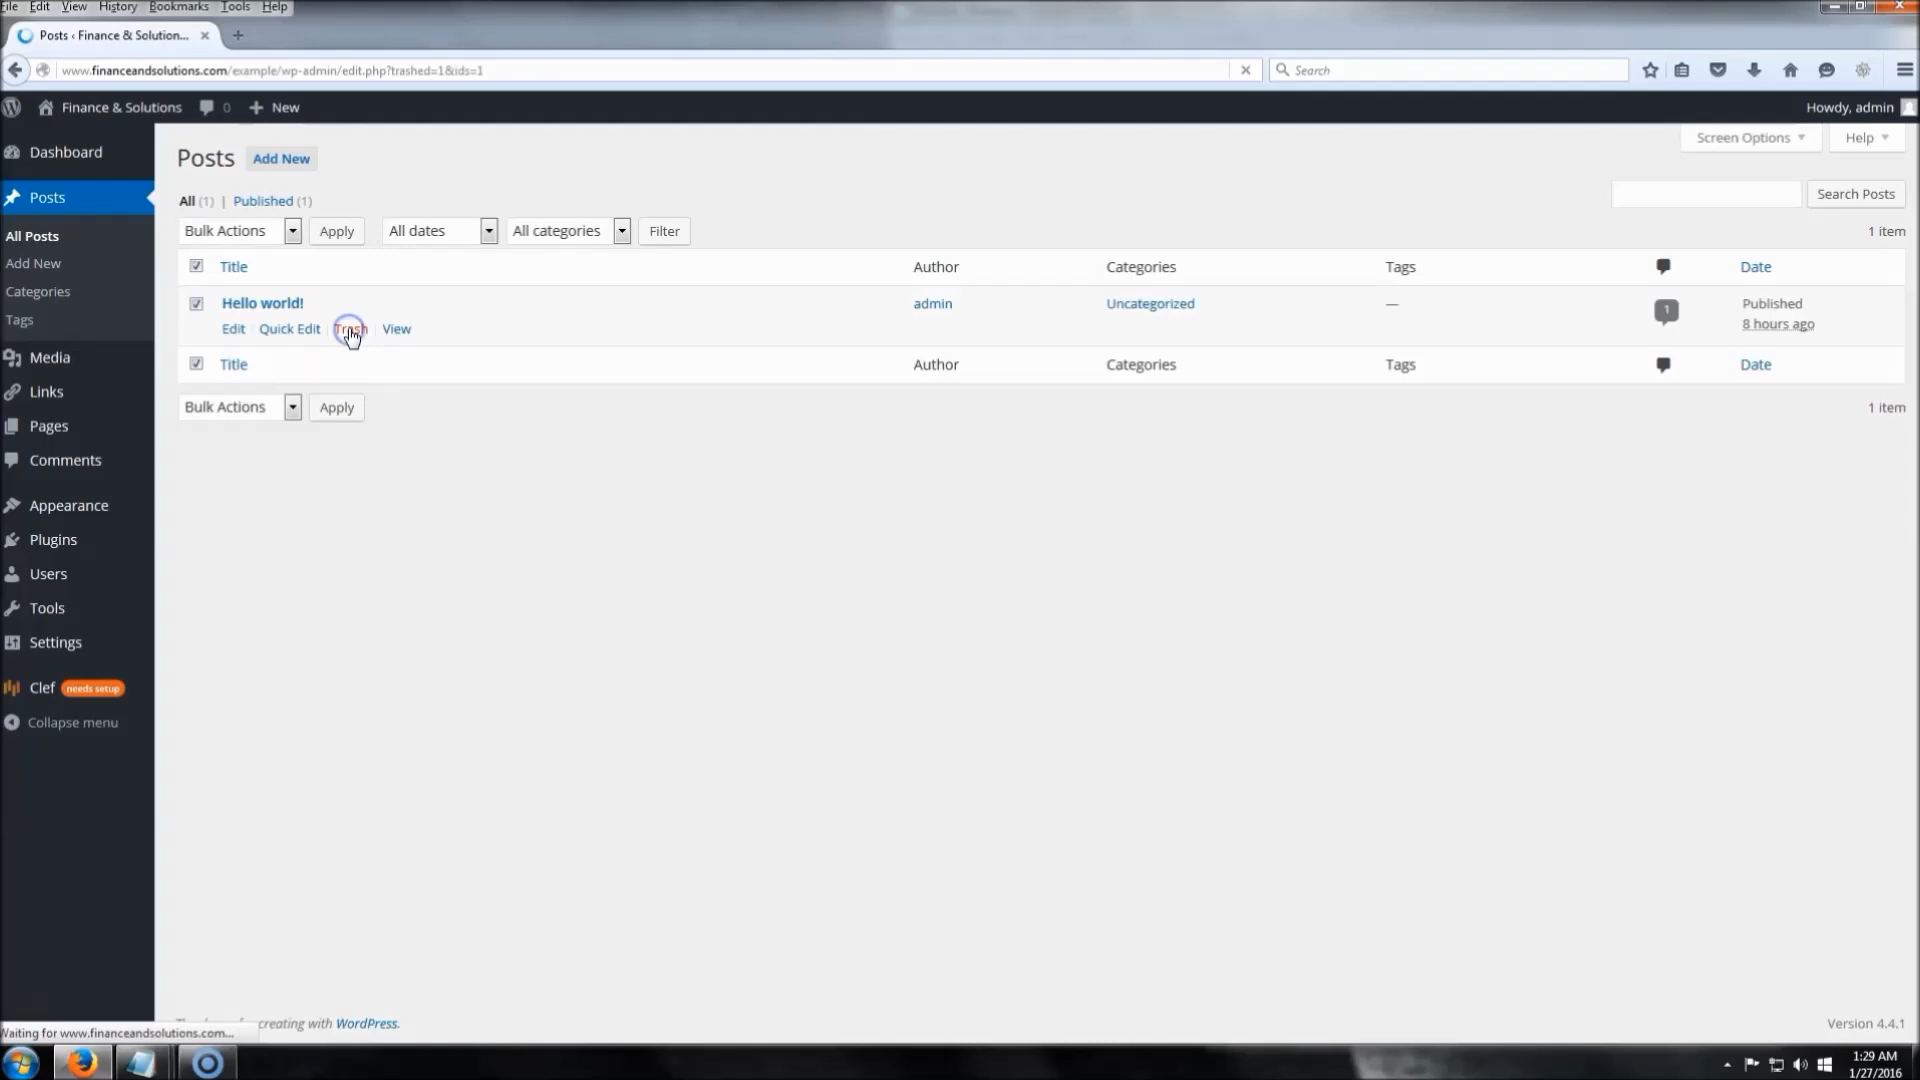 File Edit View History Bookmarks Tools Help
Posts ‹ Finance & Solution...
www.financeandsolutions.com/example/wp-admin/edit.php?trashed=1&ids=1
Search
Finance & Solutions 0 New
Howdy, admin
Dashboard
Posts
All Posts
Add New
Categories
Tags
Media
Links
Pages
Comments
Appearance
Plugins
Users
Tools
Settings
Clef needs setup
Collapse menu
Screen Options Help
Posts Add New
All (1) | Published (1)
Search Posts
Bulk Actions Apply All dates All categories Filter
1 item
Title Author Categories Tags Date
Hello world! admin Uncategorized — 1 Published
Edit Quick Edit Trash View 8 hours ago
Title Author Categories Tags Date
Bulk Actions Apply
1 item
creating with WordPress.
Version 4.4.1
Waiting for www.financeandsolutions.com...
1:29 AM
1/27/2016